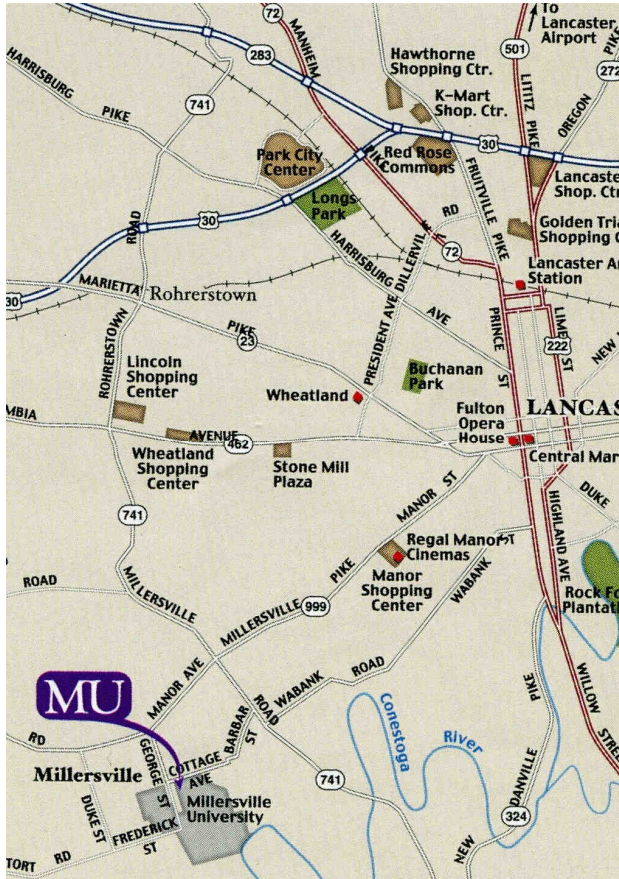 To
Lancaster
Airport
72
501
PIKE
HARRISBURG
PIKE
283
MANHEIM
PIKE
741
ROAD
Hawthorne
Shopping Ctr.
K-Mart
Shop. Ctr.
LITITZ
PIKE
OREGON
272
30
Park City
Center
Red Rose
Commons
Lancaste
Shop. Ctr
Longs
Park
FRUITVILLE
PIKE
RD
DILLERVILLE
72
Golden Tria
Shopping C
30
HARRISBURG
AVE
Lancaster Am
Station
MARIETTA
Rohrerstown
30
PIKE
23
PRESIDENT AVE
PRINCE
ST
LIME
ST
222
NEW
ROHRERSTOWN
Lincoln
Shopping
Center
Buchanan
Park
Wheatland
Fulton
Opera
House
LANCAS
MBIA
AVENUE
462
Wheatland
Shopping
Center
Stone Mill
Plaza
Central Mar
MANOR
ST
DUKE
HIGHLAND AVE
741
Regal Manor
Cinemas
ST
PIKE
Manor
Shopping
Center
WABANK
ROAD
MILLERSVILLE
MILLERSVILLE
999
Rock Fo
Plantati
MANOR AVE
WABANK
ROAD
ROAD
BARBAR
ST
MU
Conestoga
River
PIKE
WILLOW
STREE
RD
GEORGE
ST
COTTAGE
AVE
Millersville
DUKE ST
Millersville
University
FREDERICK
ST
741
DANVILLE
324
NEW
TORT
RD